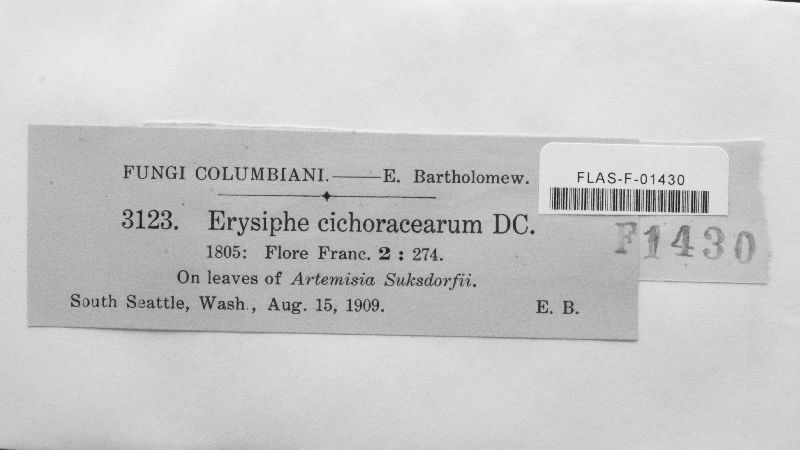 FUNGI COLUMBIANI.——E. Bartholomew.
3123. Erysiphe cichoracearum DC.
1805: Flore Franc. 2 : 274.
On leaves of Artemisia Suksdorfii.
South Seattle, Wash., Aug. 15, 1909. E. B.
FLAS-F-01430
F1430